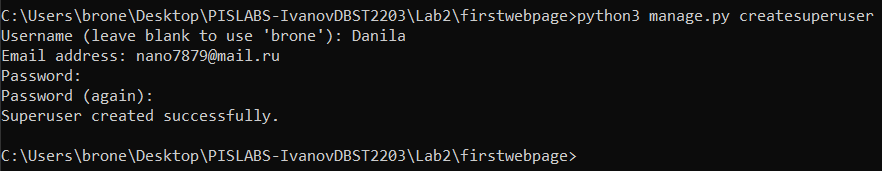 C:\Users\brone\Desktop\PISLABS-IvanovDBST2203\Lab2\firstwebpage>python3 manage.py createsuperuser
Username (leave blank to use 'brone'): Danila
Email address: nano7879@mail.ru
Password:
Password (again):
Superuser created successfully.
C:\Users\brone\Desktop\PISLABS-IvanovDBST2203\Lab2\firstwebpage>